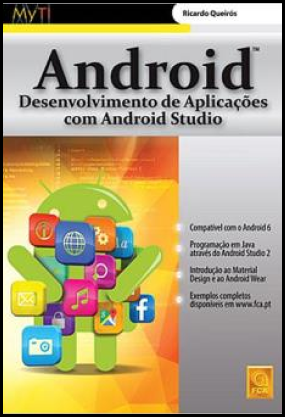 MyTI
Ricardo Queirós
Android™
Desenvolvimento de Aplicações
com Android Studio
Compatível com o Android 6
Programação em Java
através do Android Studio 2
Introdução ao Material
Design e ao Android Wear
Exemplos completos
disponíveis em www.fca.pt
FCA